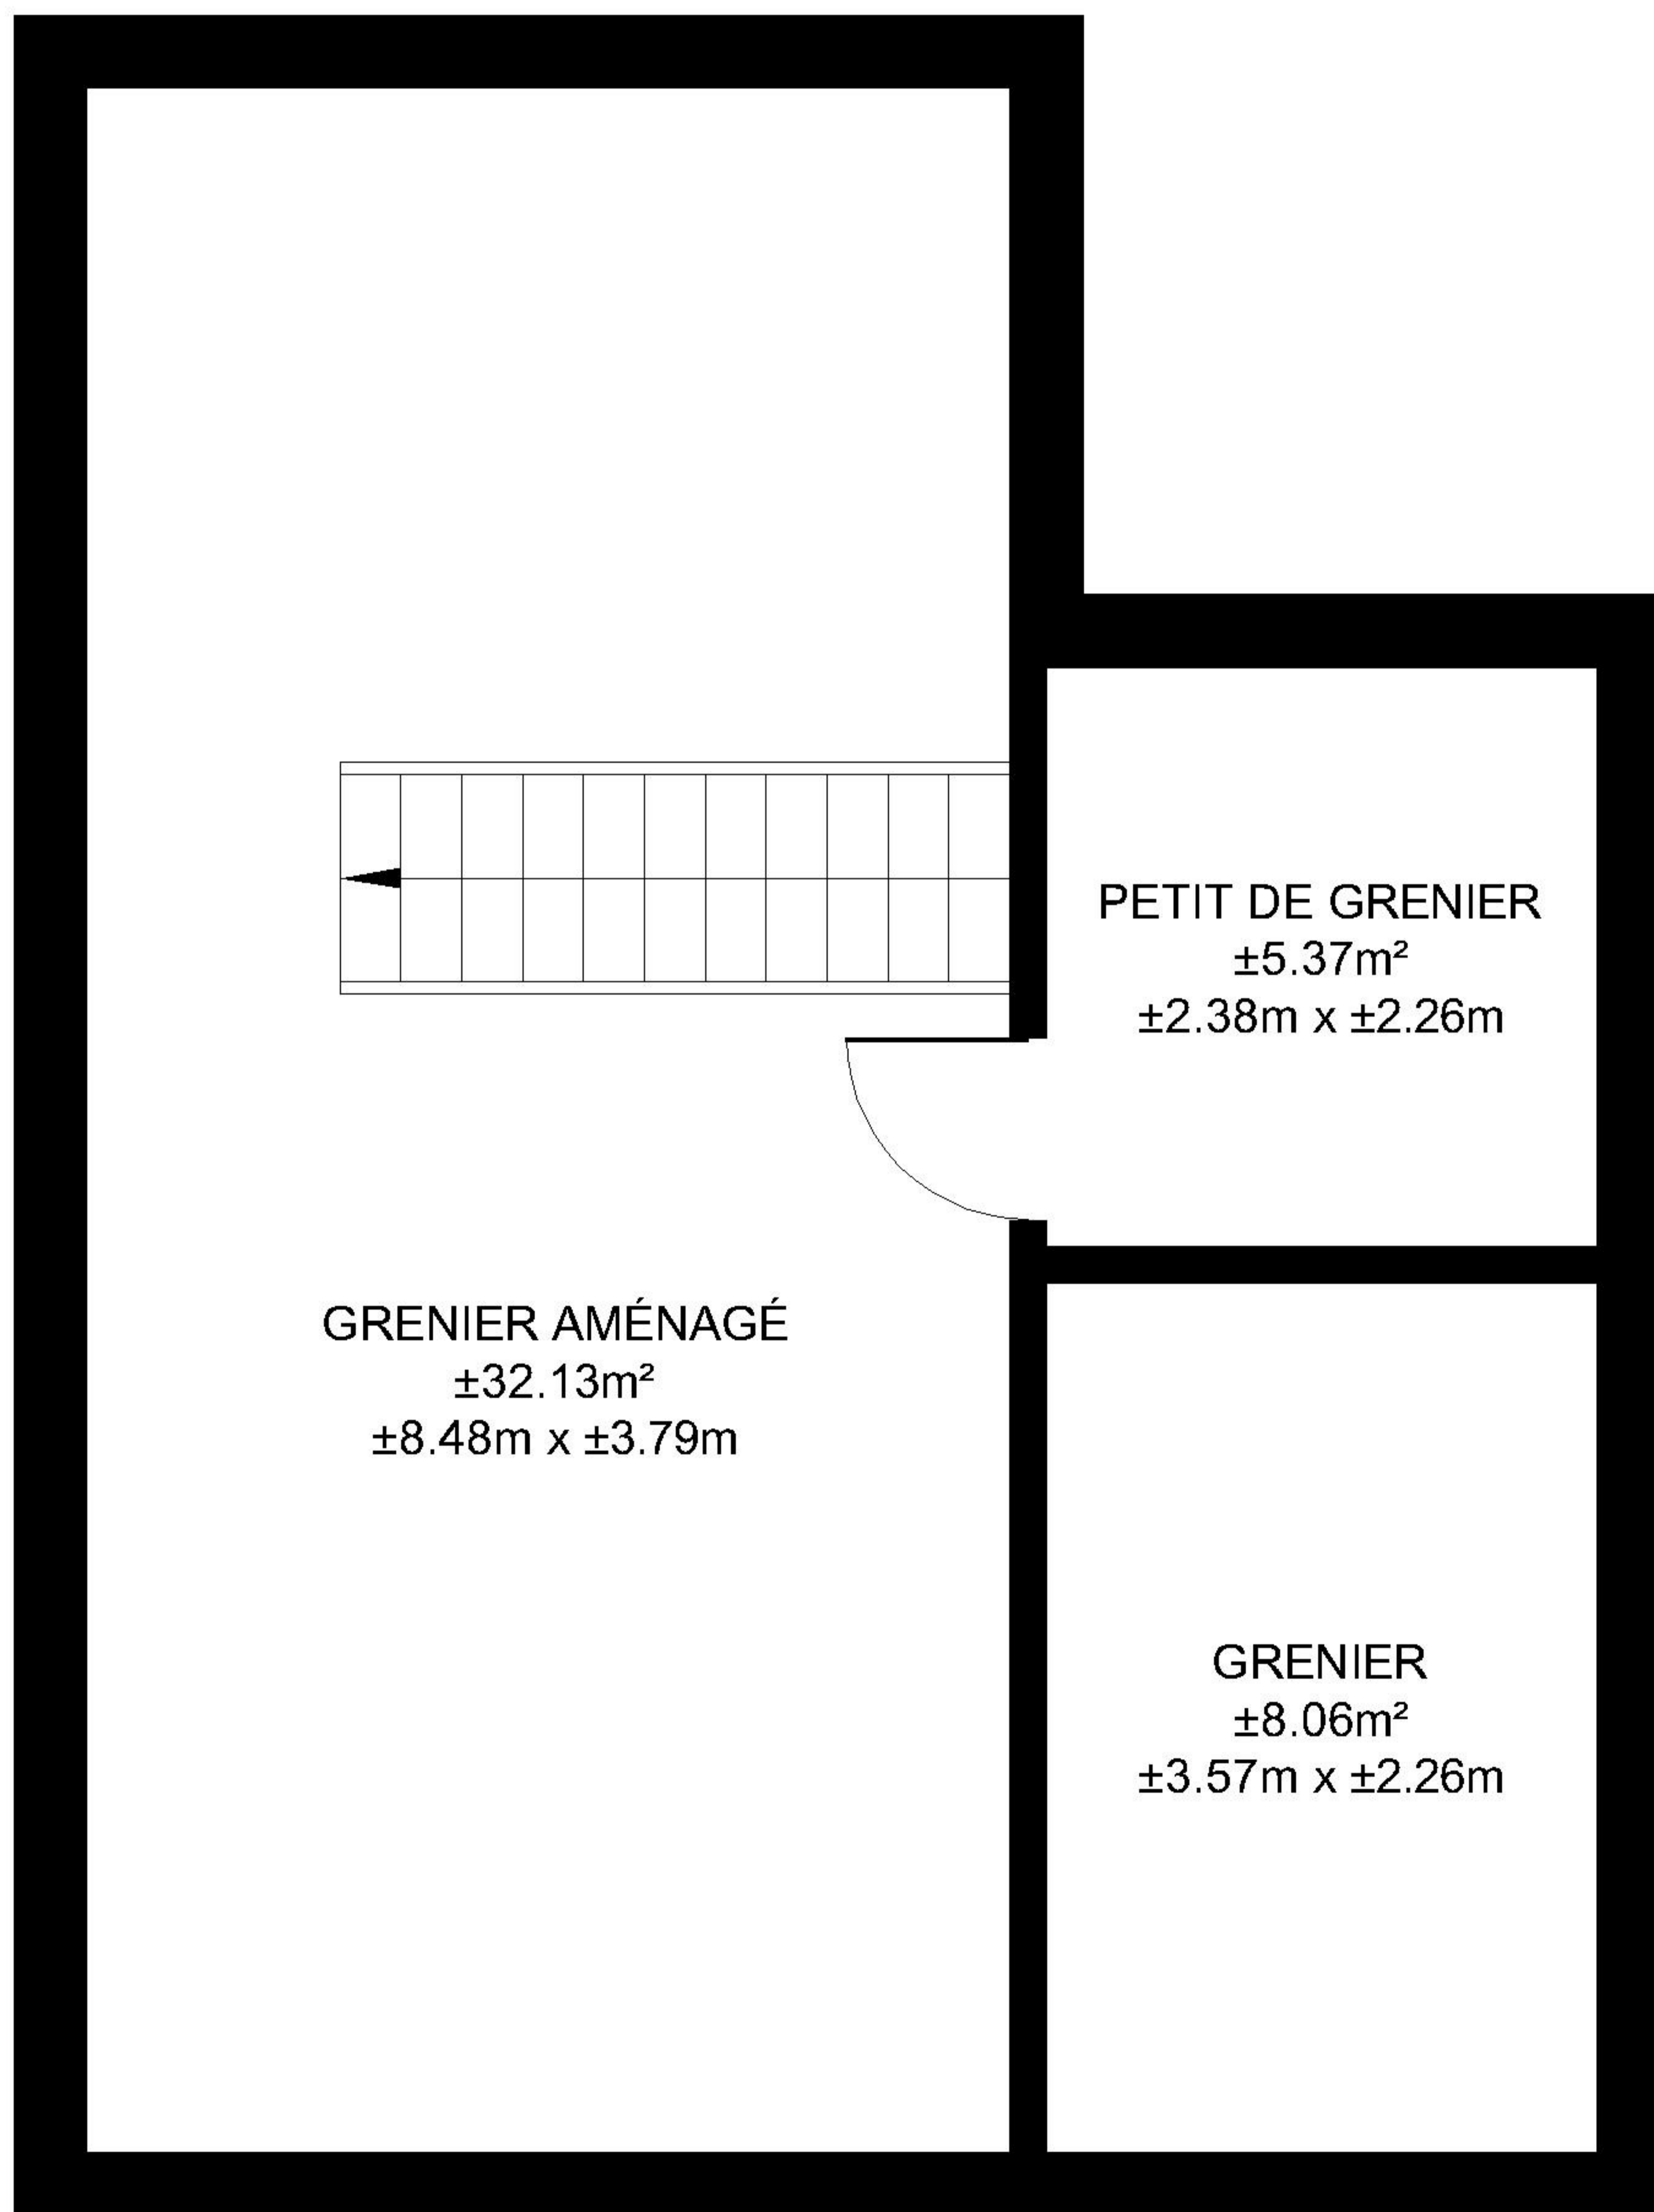 PETIT DE GRENIER
±5.37m²
±2.38m x ±2.26m
GRENIER AMÉNAGÉ
±32.13m²
±8.48m x ±3.79m
GRENIER
±8.06m²
±3.57m x ±2.26m